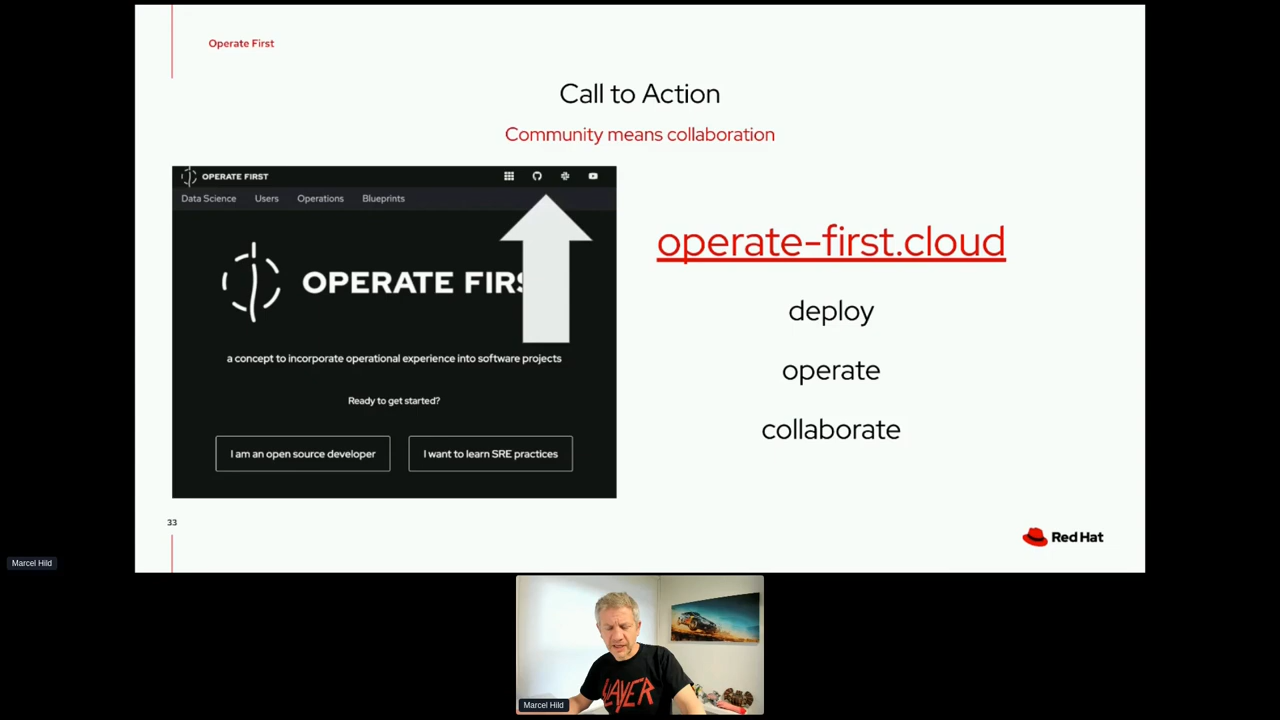 Operate First
Call to Action
Community means collaboration
OPERATE FIRST
Data Science Users Operations Blueprints
OPERATE FIRS
a concept to incorporate operational experience into software projects
Ready to get started?
I am an open source developer
I want to learn SRE practices
operate-first.cloud
deploy
operate
collaborate
33
Red Hat
Marcel Hild
SLAYER
Marcel Hild